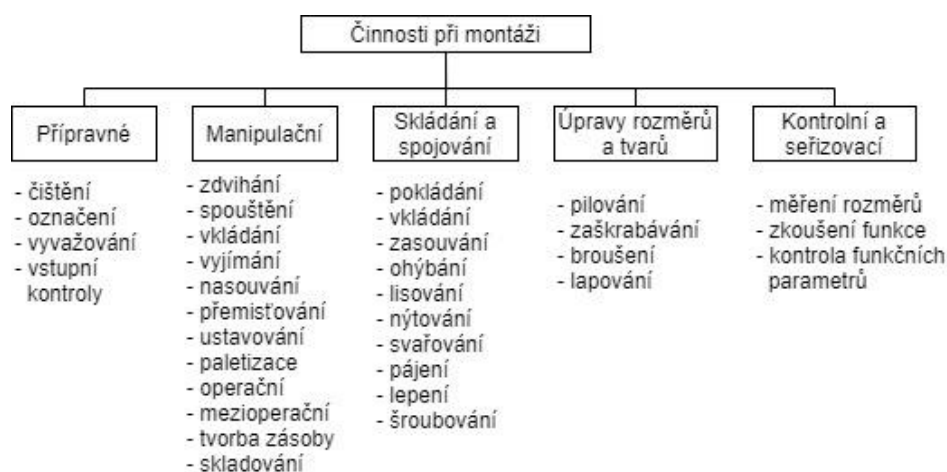 Činnosti při montáži
Přípravné
- čištění
- označení
- vyvažování
- vstupní
kontroly
Manipulační
- zdvihání
- spouštění
- vkládání
- vyjímání
- nasouvání
- přemisťování
- ustavování
- paletizace
- operační
- mezioperační
- tvorba zásoby
- skladování
Skládání a
spojování
- pokládání
- vkládání
- zasouvání
- ohýbání
- lisování
- nýtování
- svařování
- pájení
- lepení
- šroubování
Úpravy rozměrů
a tvarů
- pilování
- zaškrabávání
- broušení
- lapování
Kontrolní a
seřizovací
- měření rozměrů
- zkoušení funkce
- kontrola funkčních
parametrů